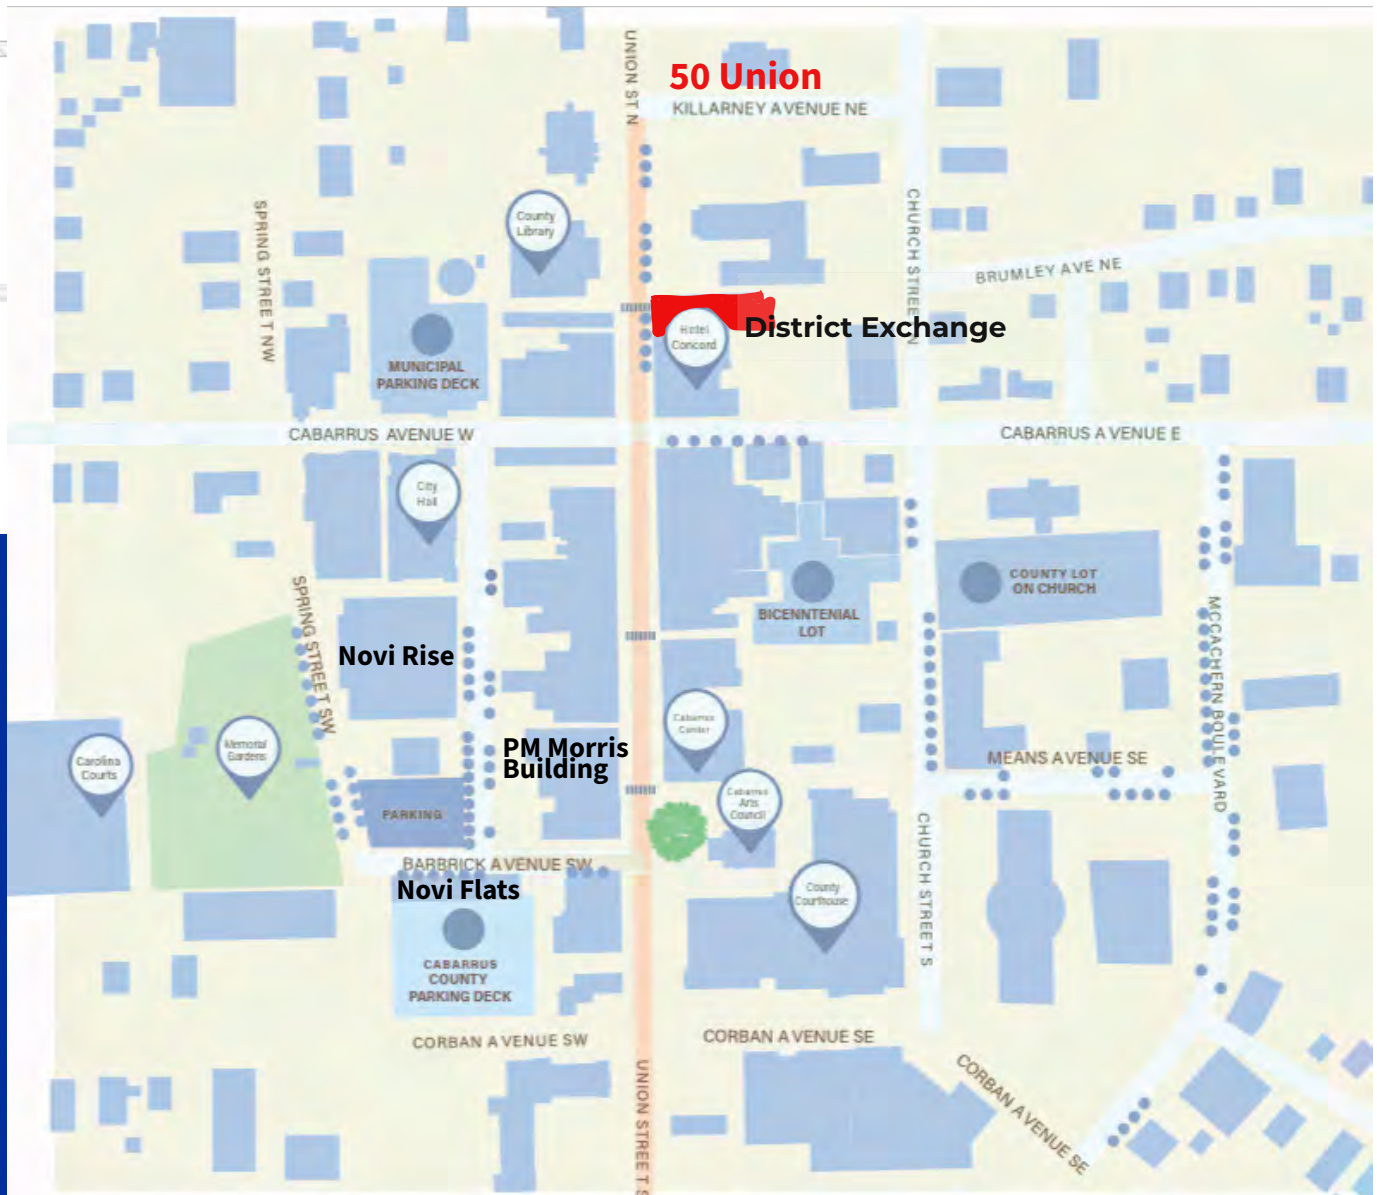 UNION ST N
50 Union
KILLARNEY AVENUE NE
SPRING STREET NW
County
Library
CHURCH STREET N
BRUMLEY AVE NE
Hotel
Concord
District Exchange
MUNICIPAL
PARKING DECK
CABARRUS AVENUE W
CABARRUS AVENUE E
City
Hall
COUNTY LOT
ON CHURCH
BICENNTENIAL
LOT
SPRING STREET SW
Novi Rise
MCCACHERN BOULEVARD
Memorial
Gardens
Carolina
Courts
Cabarrus
Center
PM Morris
Building
MEANS AVENUE SE
Cabarrus
Arts
Council
PARKING
CHURCH STREET S
BARBRICK AVENUE SW
Novi Flats
County
Courthouse
CABARRUS
COUNTY
PARKING DECK
CORBAN AVENUE SW
CORBAN AVENUE SE
CORBAN AVENUE SE
UNION STREET S